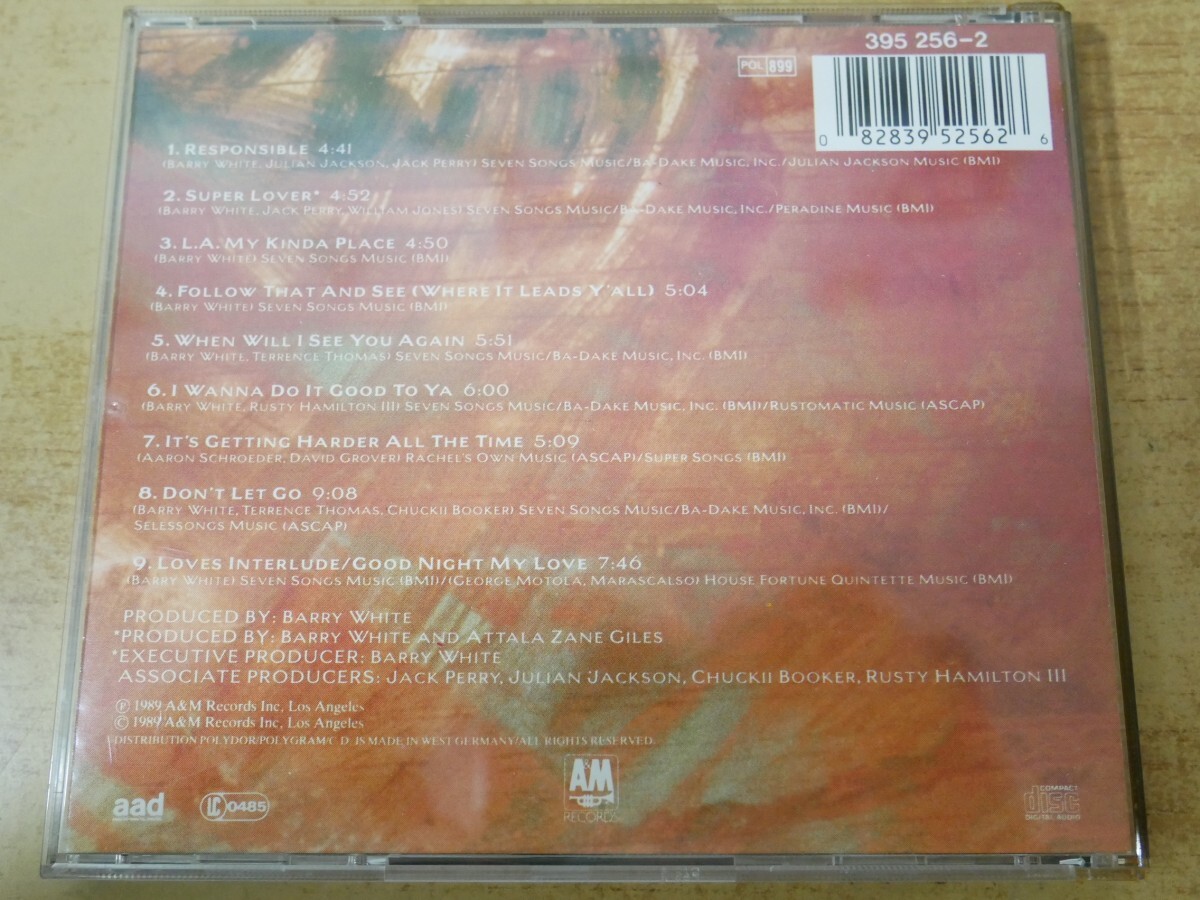 395 256-2
POL 899
0 82839 52562 6
1. RESPONSIBLE 4:41
(BARRY WHITE, JULIAN JACKSON, JACK PERRY) SEVEN SONGS MUSIC/BA-DAKE MUSIC, INC./JULIAN JACKSON MUSIC (BMI)
2. SUPER LOVER* 4:52
(BARRY WHITE, JACK PERRY, WILLIAM JONES) SEVEN SONGS MUSIC/BA-DAKE MUSIC, INC./PERADINE MUSIC (BMI)
3. L.A. MY KINDA PLACE 4:50
(BARRY WHITE) SEVEN SONGS MUSIC (BMI)
4. FOLLOW THAT AND SEE (WHERE IT LEADS Y'ALL) 5:04
(BARRY WHITE) SEVEN SONGS MUSIC (BMI)
5. WHEN WILL I SEE YOU AGAIN 5:51
(BARRY WHITE, TERRENCE THOMAS) SEVEN SONGS MUSIC/BA-DAKE MUSIC, INC. (BMI)
6. I WANNA DO IT GOOD TO YA 6:00
(BARRY WHITE, RUSTY HAMILTON III) SEVEN SONGS MUSIC/BA-DAKE MUSIC, INC. (BMI)/RUSTOMATIC MUSIC (ASCAP)
7. IT'S GETTING HARDER ALL THE TIME 5:09
(AARON SCHROEDER, DAVID GROVER) RACHEL'S OWN MUSIC (ASCAP)/SUPER SONGS (BMI)
8. DON'T LET GO 9:08
(BARRY WHITE, TERRENCE THOMAS, CHUCKII BOOKER) SEVEN SONGS MUSIC/BA-DAKE MUSIC, INC. (BMI)/
SELESSONGS MUSIC (ASCAP)
9. LOVES INTERLUDE/GOOD NIGHT MY LOVE 7:46
(BARRY WHITE) SEVEN SONGS MUSIC (BMI)/(GEORGE MOTOLA, MARASCALSO) HOUSE FORTUNE QUINTETTE MUSIC (BMI)
PRODUCED BY: BARRY WHITE
*PRODUCED BY: BARRY WHITE AND ATTALA ZANE GILES
*EXECUTIVE PRODUCER: BARRY WHITE
ASSOCIATE PRODUCERS: JACK PERRY, JULIAN JACKSON, CHUCKII BOOKER, RUSTY HAMILTON III
℗ 1989 A&M Records Inc, Los Angeles
© 1989 A&M Records Inc, Los Angeles
DISTRIBUTION POLYDOR/POLYGRAM/C D. IS MADE IN WEST GERMANY/ALL RIGHTS RESERVED.
aad
LC 0485
A&M
RECORDS
COMPACT
disc
DIGITAL AUDIO